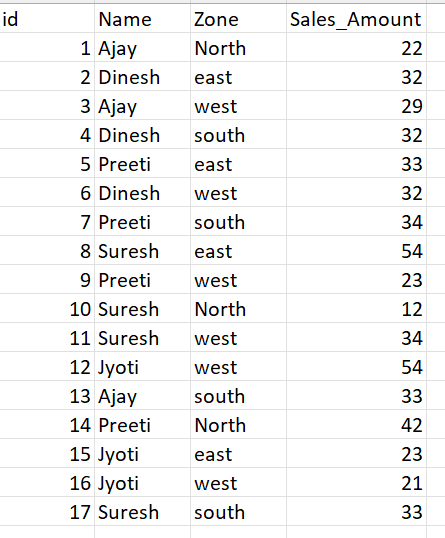 id Name Zone Sales_Amount
1 Ajay North 22
2 Dinesh east 32
3 Ajay west 29
4 Dinesh south 32
5 Preeti east 33
6 Dinesh west 32
7 Preeti south 34
8 Suresh east 54
9 Preeti west 23
10 Suresh North 12
11 Suresh west 34
12 Jyoti west 54
13 Ajay south 33
14 Preeti North 42
15 Jyoti east 23
16 Jyoti west 21
17 Suresh south 33